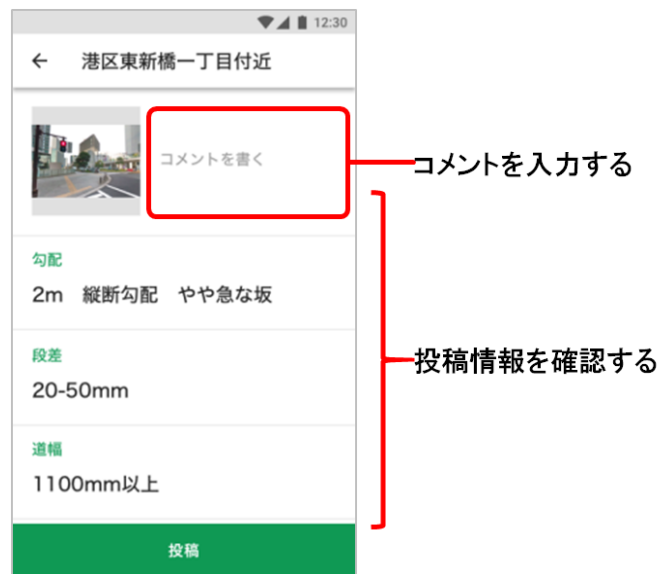 12:30
← 港区東新橋一丁目付近
コメントを書く
コメントを入力する
勾配
2m 縦断勾配 やや急な坂
段差
20-50mm
投稿情報を確認する
道幅
1100mm以上
投稿